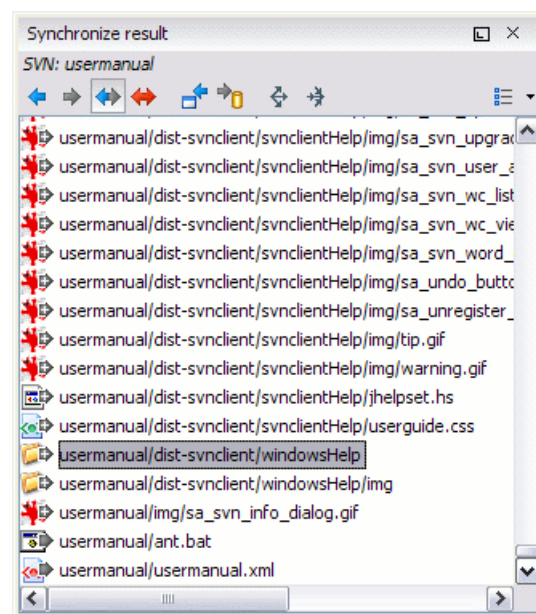 Synchronize result
SVN: usermanual
usermanual/dist-svnclient/svnclientHelp/img/sa_svn_upgrad
usermanual/dist-svnclient/svnclientHelp/img/sa_svn_user_a
usermanual/dist-svnclient/svnclientHelp/img/sa_svn_wc_list
usermanual/dist-svnclient/svnclientHelp/img/sa_svn_wc_vie
usermanual/dist-svnclient/svnclientHelp/img/sa_svn_word_
usermanual/dist-svnclient/svnclientHelp/img/sa_undo_butto
usermanual/dist-svnclient/svnclientHelp/img/sa_unregister_
usermanual/dist-svnclient/svnclientHelp/img/tip.gif
usermanual/dist-svnclient/svnclientHelp/img/warning.gif
usermanual/dist-svnclient/svnclientHelp/jhelpset.hs
usermanual/dist-svnclient/svnclientHelp/userguide.css
usermanual/dist-svnclient/windowsHelp
usermanual/dist-svnclient/windowsHelp/img
usermanual/img/sa_svn_info_dialog.gif
usermanual/ant.bat
usermanual/usermanual.xml